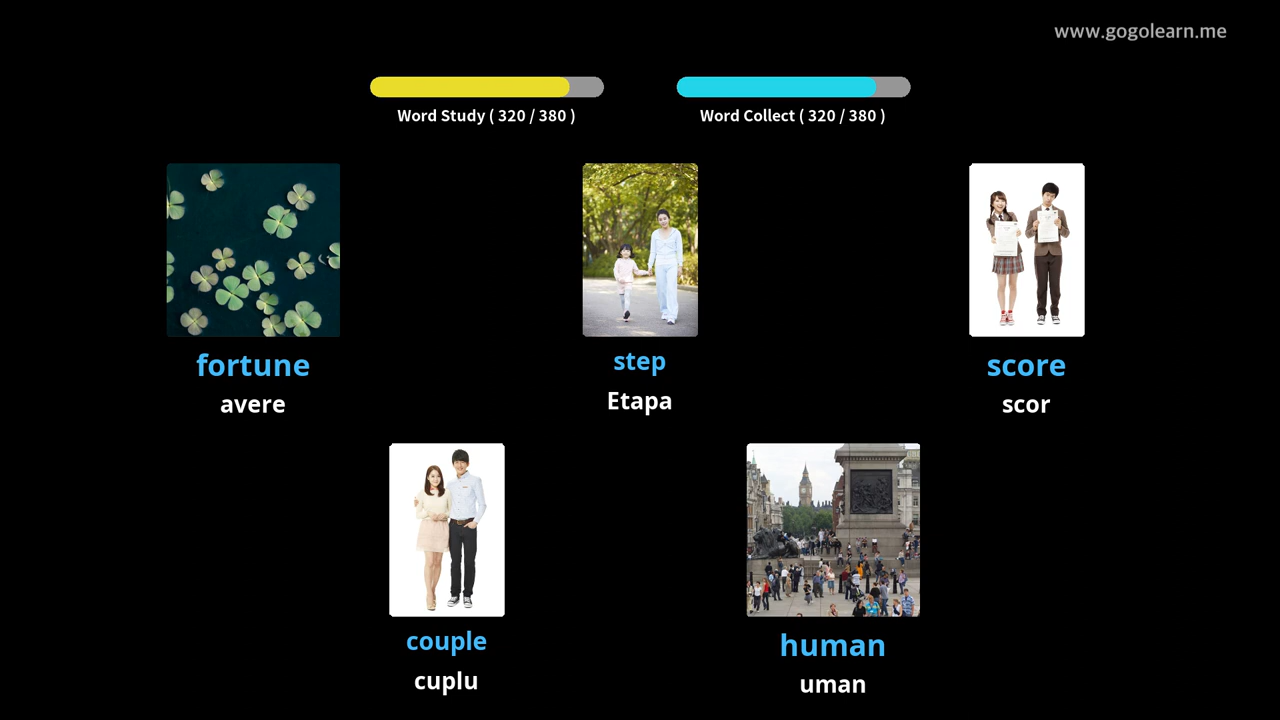 www.gogolearn.me
Word Study ( 320 / 380 )
Word Collect ( 320 / 380 )
fortune
avere
step
Etapa
score
scor
couple
cuplu
human
uman